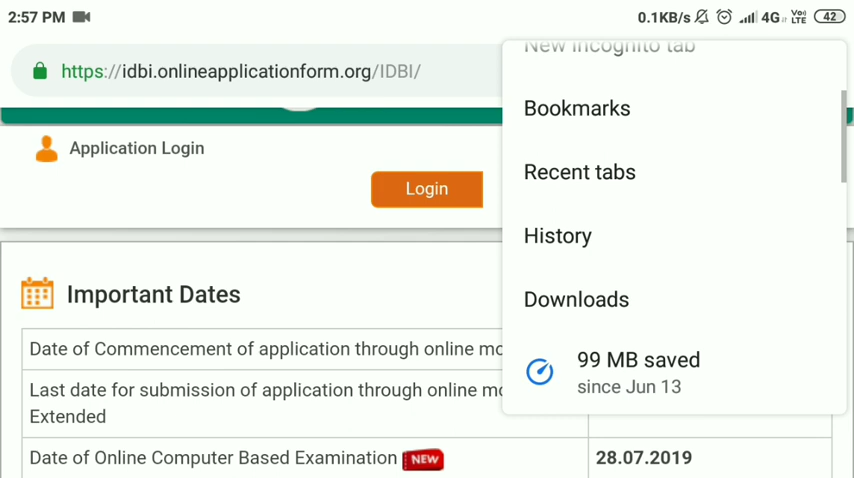 2:57 PM 0.1KB/s 4G Vo) LTE 42
https://idbi.onlineapplicationform.org/IDBI/
New incognito tab
Bookmarks
Recent tabs
History
Downloads
99 MB saved
since Jun 13
Application Login
Login
Important Dates
Date of Commencement of application through online mo
Last date for submission of application through online mo
Extended
Date of Online Computer Based Examination NEW 28.07.2019